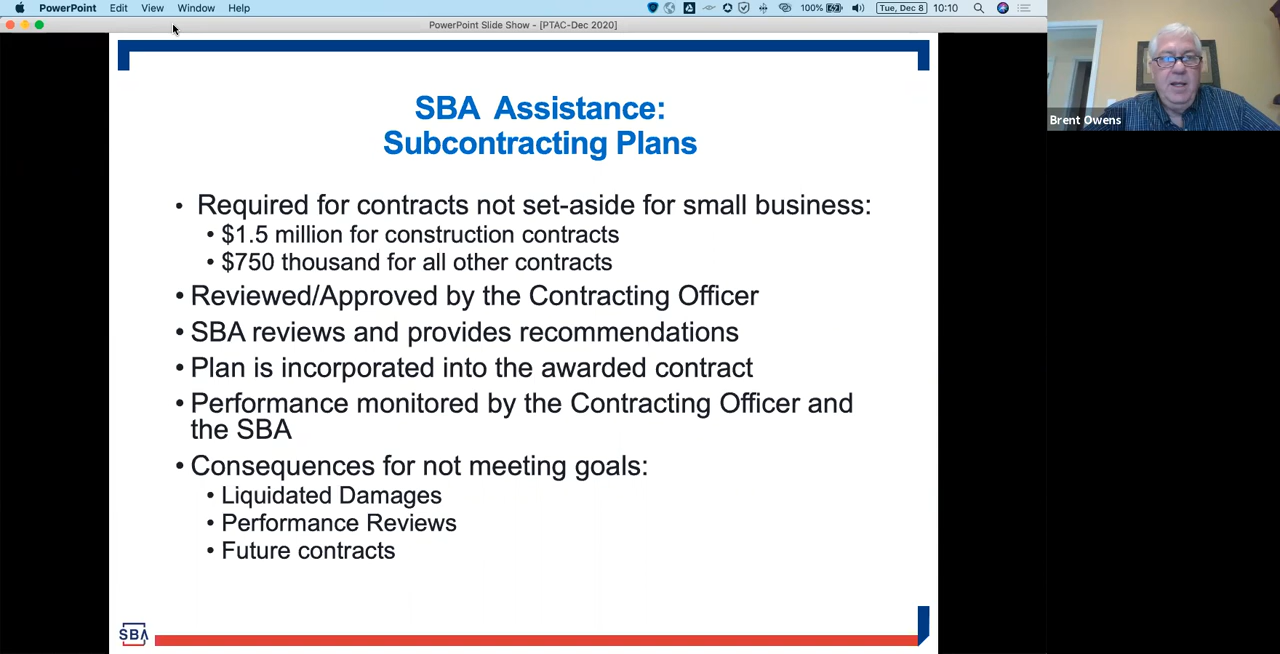 PowerPoint Edit View Window Help
100%
Tue, Dec 8 10:10
PowerPoint Slide Show - [PTAC-Dec 2020]
Brent Owens
SBA Assistance:
Subcontracting Plans
• Required for contracts not set-aside for small business:
• $1.5 million for construction contracts
• $750 thousand for all other contracts
• Reviewed/Approved by the Contracting Officer
• SBA reviews and provides recommendations
• Plan is incorporated into the awarded contract
• Performance monitored by the Contracting Officer and
the SBA
• Consequences for not meeting goals:
• Liquidated Damages
• Performance Reviews
• Future contracts
SBA